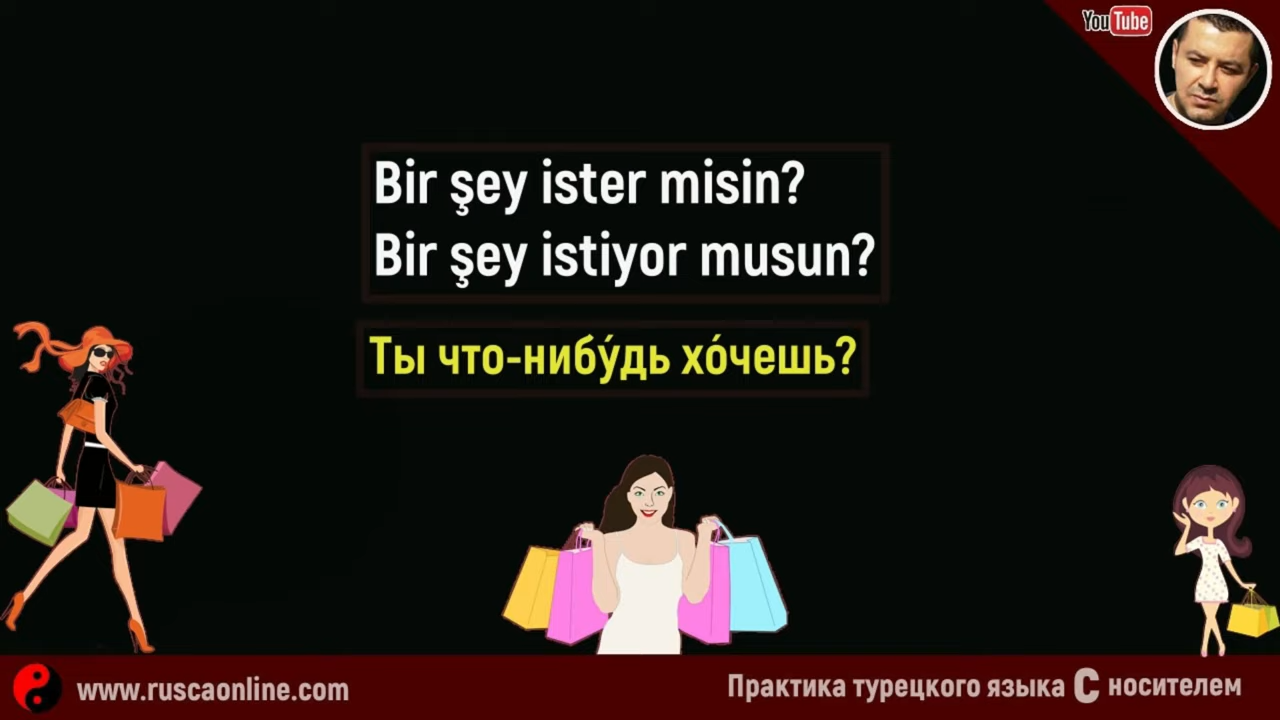 YouTube
Bir şey ister misin?
Bir şey istiyor musun?
Ты что-нибу́дь хо́чешь?
www.ruscaonline.com
Практика турецкого языка С носителем